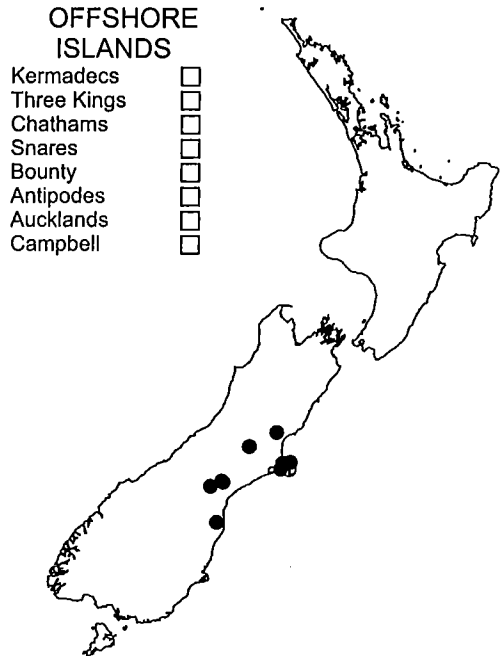 OFFSHORE
ISLANDS
Kermadecs
Three Kings
Chathams
Snares
Bounty
Antipodes
Aucklands
Campbell